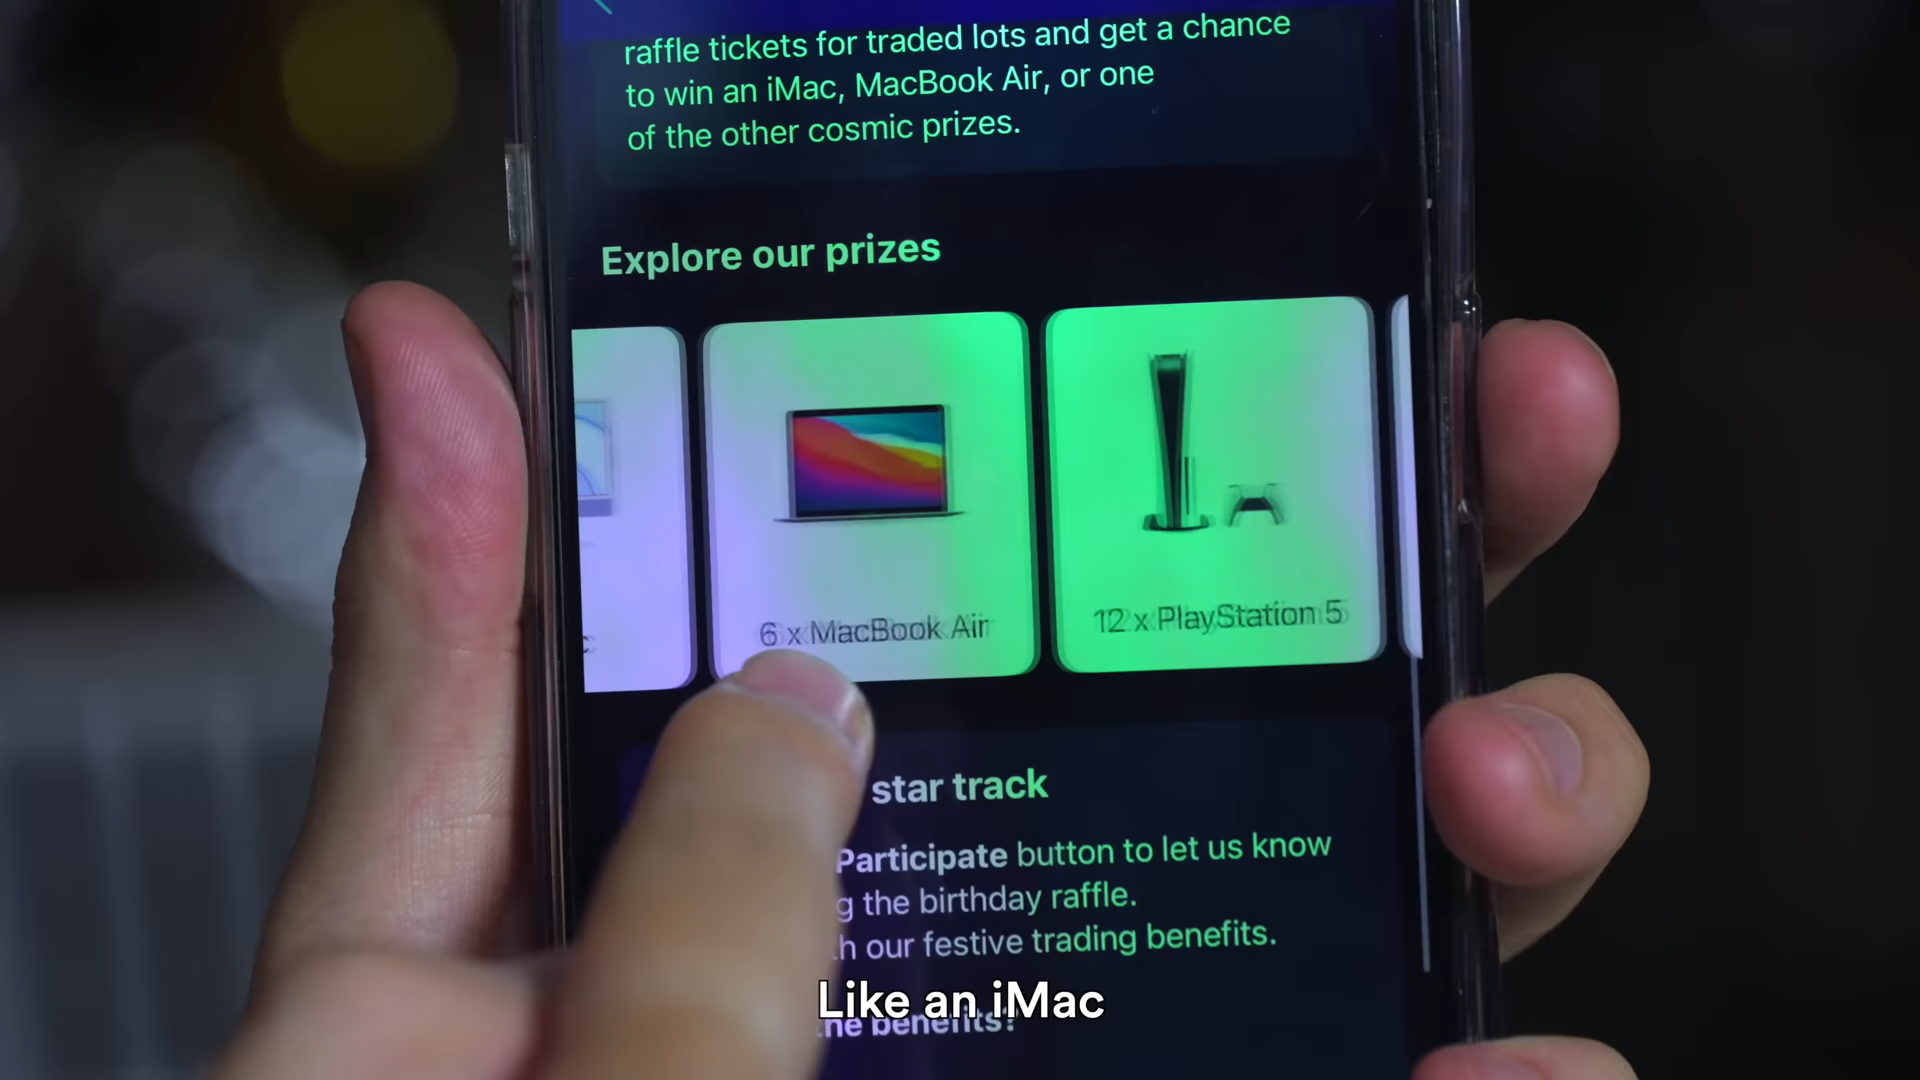 raffle tickets for traded lots and get a chance
to win an iMac, MacBook Air, or one
of the other cosmic prizes.
Explore our prizes
c
6 x MacBook Air
12 x PlayStation 5
star track
Participate button to let us know
g the birthday raffle.
h our festive trading benefits.
Like an iMac
he benefits?